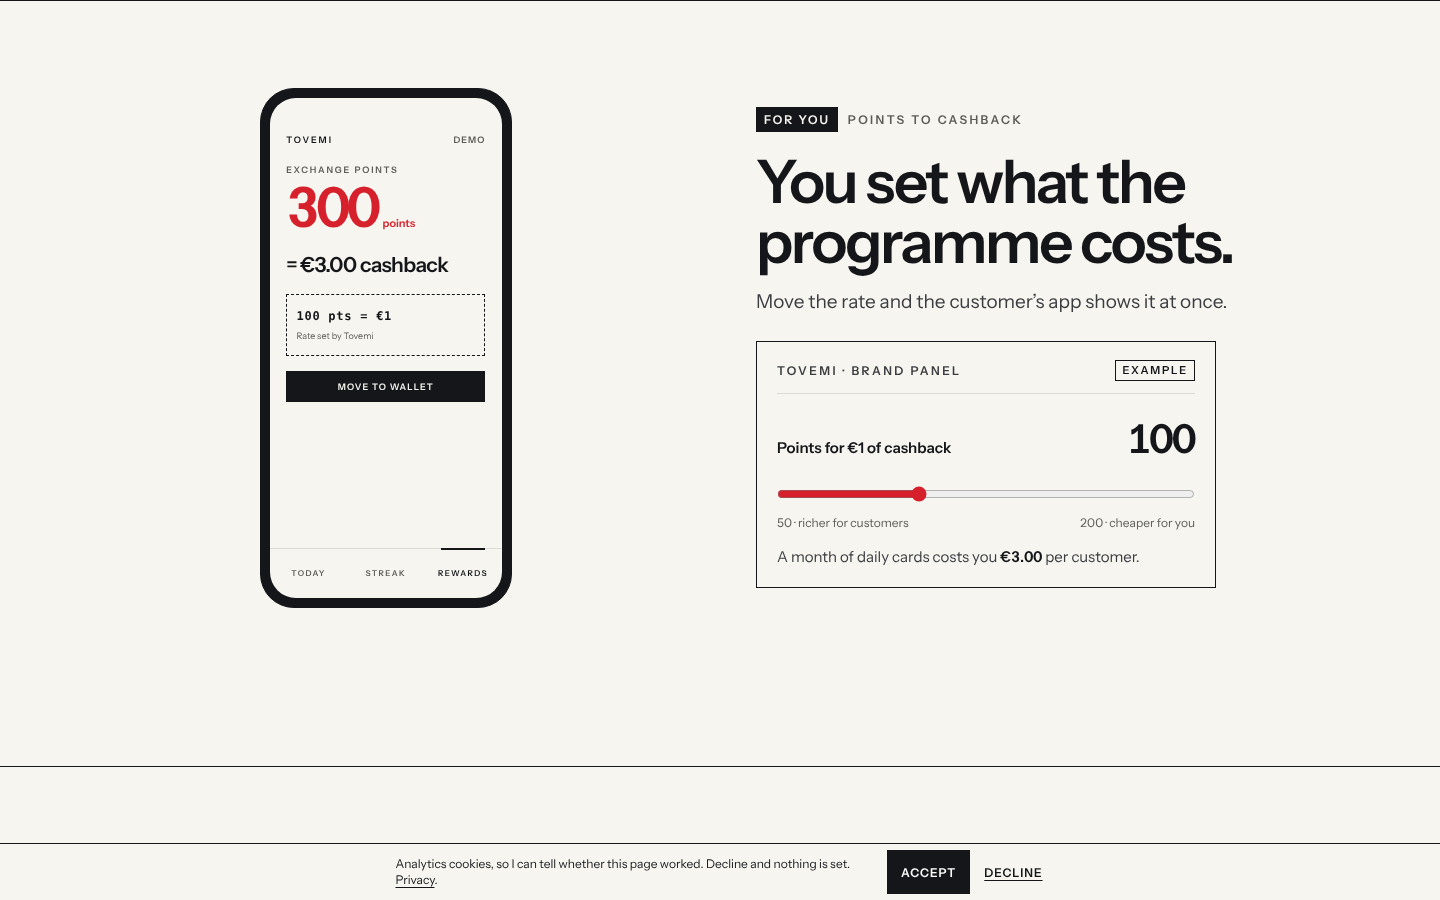 TOVEMI DEMO
EXCHANGE POINTS
300 points
= €3.00 cashback
100 pts = €1
Rate set by Tovemi
MOVE TO WALLET
TODAY STREAK REWARDS
FOR YOU POINTS TO CASHBACK
You set what the
programme costs.
Move the rate and the customer’s app shows it at once.
TOVEMI · BRAND PANEL EXAMPLE
Points for €1 of cashback 100
50 · richer for customers 200 · cheaper for you
A month of daily cards costs you €3.00 per customer.
Analytics cookies, so I can tell whether this page worked. Decline and nothing is set.
Privacy.
ACCEPT DECLINE